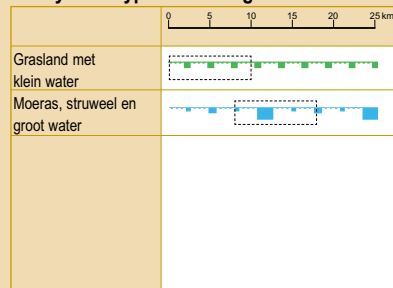 0 5 10 15 20 25 km
Grasland met
klein water
Moeras, struweel en
groot water